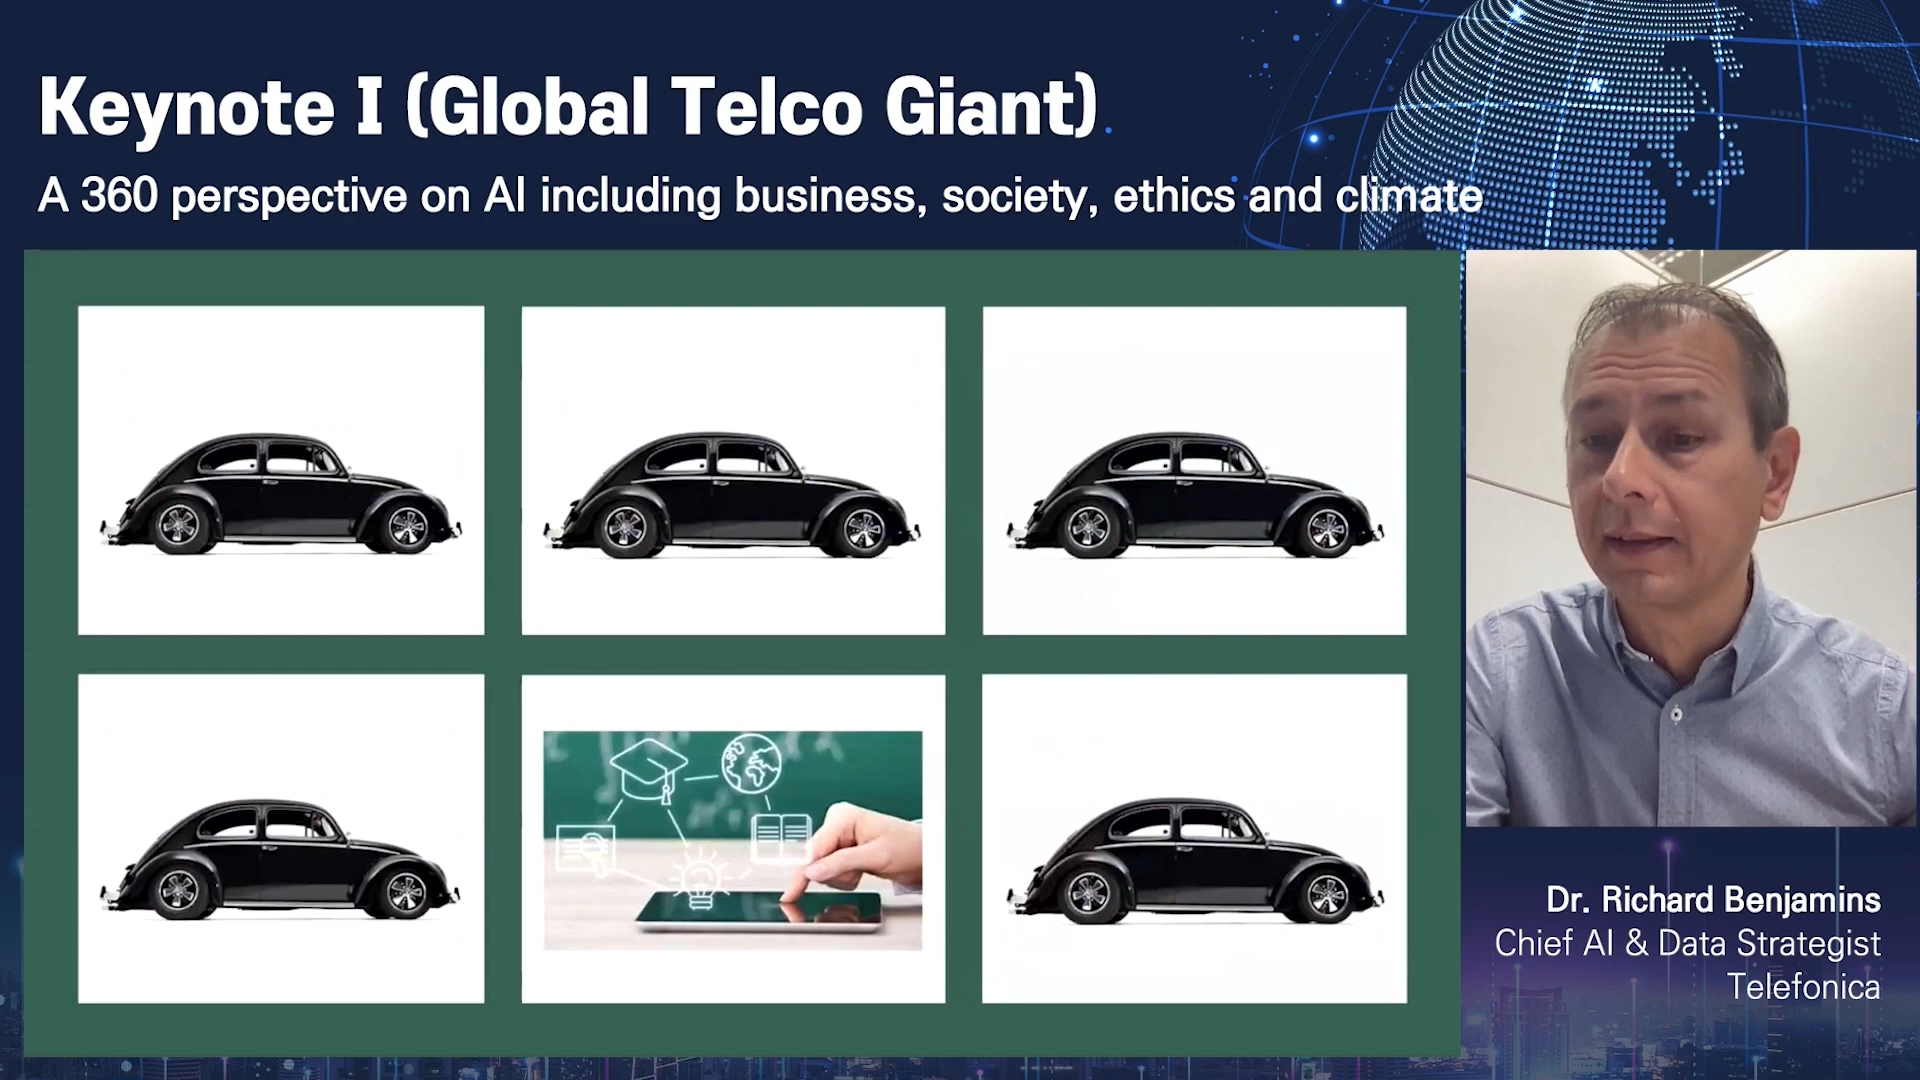 Keynote I (Global Telco Giant)
A 360 perspective on AI including business, society, ethics and climate
Dr. Richard Benjamins
Chief AI & Data Strategist
Telefonica